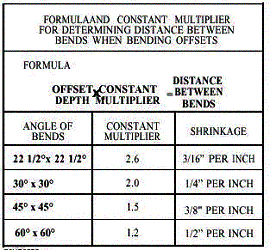 FORMULAAND CONSTANT MULTIPLIER
FOR DETERMINING DISTANCE BETWEEN
BENDS WHEN BENDING OFFSETS
FORMULA
OFFSET x CONSTANT = DISTANCE
DEPTH MULTIPLIER BETWEEN
BENDS
ANGLE OF CONSTANT SHRINKAGE
BENDS MULTIPLIER
22 1/2° x 22 1/2° 2.6 3/16" PER INCH
30° x 30° 2.0 1/4" PER INCH
45° x 45° 1.5 3/8" PER INCH
60° x 60° 1.2 1/2" PER INCH